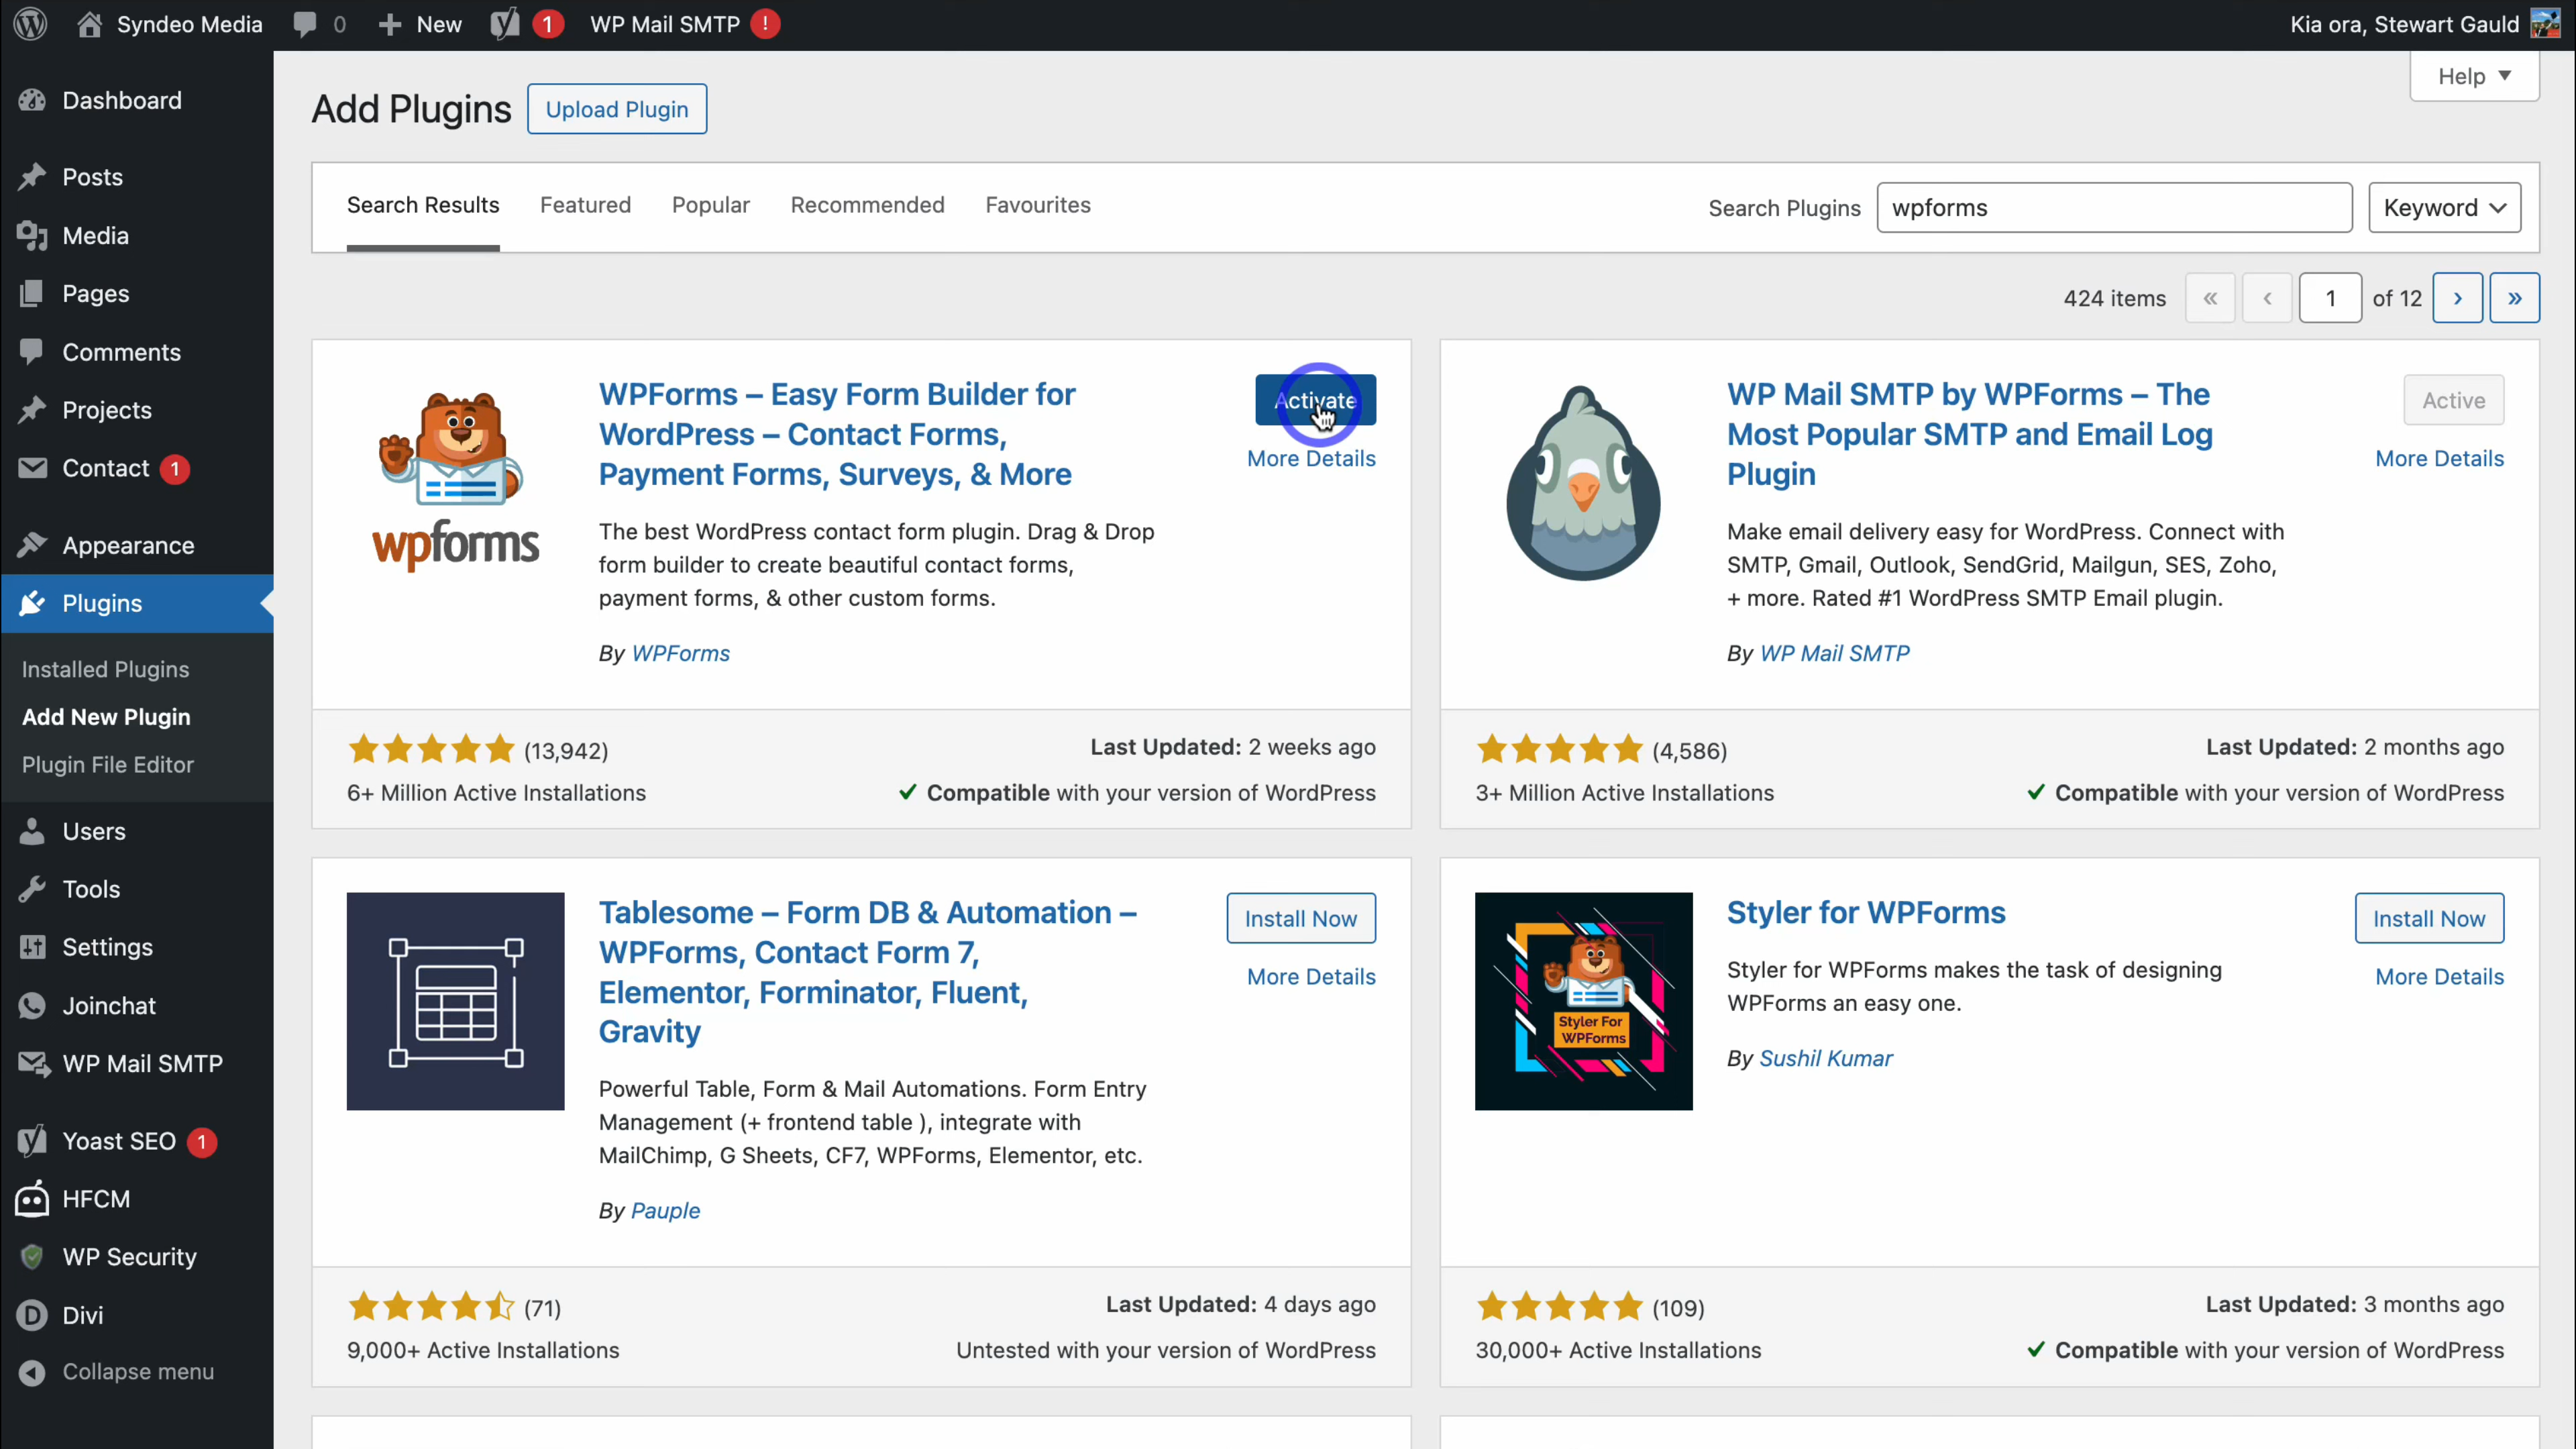 Syndeo Media
0
New
1
WP Mail SMTP
!
Kia ora, Stewart Gauld
Dashboard
Posts
Media
Pages
Comments
Projects
Contact 1
Appearance
Plugins
Installed Plugins
Add New Plugin
Plugin File Editor
Users
Tools
Settings
Joinchat
WP Mail SMTP
Yoast SEO 1
HFCM
WP Security
D Divi
Collapse menu
Help
Add Plugins
Upload Plugin
Search Results
Featured
Popular
Recommended
Favourites
Search Plugins
wpforms
Keyword
424 items
«
‹
1
of 12
›
»
wpforms
WPForms – Easy Form Builder for
WordPress – Contact Forms,
Payment Forms, Surveys, & More
Activate
More Details
The best WordPress contact form plugin. Drag & Drop
form builder to create beautiful contact forms,
payment forms, & other custom forms.
By WPForms
(13,942)
Last Updated: 2 weeks ago
6+ Million Active Installations
Compatible with your version of WordPress
WP Mail SMTP by WPForms – The
Most Popular SMTP and Email Log
Plugin
Active
More Details
Make email delivery easy for WordPress. Connect with
SMTP, Gmail, Outlook, SendGrid, Mailgun, SES, Zoho,
+ more. Rated #1 WordPress SMTP Email plugin.
By WP Mail SMTP
(4,586)
Last Updated: 2 months ago
3+ Million Active Installations
Compatible with your version of WordPress
Tablesome – Form DB & Automation –
WPForms, Contact Form 7,
Elementor, Forminator, Fluent,
Gravity
Install Now
More Details
Powerful Table, Form & Mail Automations. Form Entry
Management (+ frontend table ), integrate with
MailChimp, G Sheets, CF7, WPForms, Elementor, etc.
By Pauple
(71)
Last Updated: 4 days ago
9,000+ Active Installations
Untested with your version of WordPress
Styler For
WPForms
Styler for WPForms
Install Now
More Details
Styler for WPForms makes the task of designing
WPForms an easy one.
By Sushil Kumar
(109)
Last Updated: 3 months ago
30,000+ Active Installations
Compatible with your version of WordPress